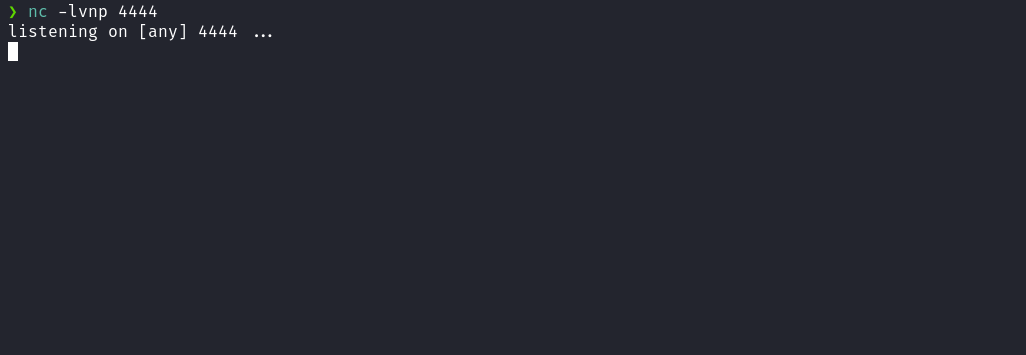 ❯ nc -lvnp 4444
listening on [any] 4444 ...